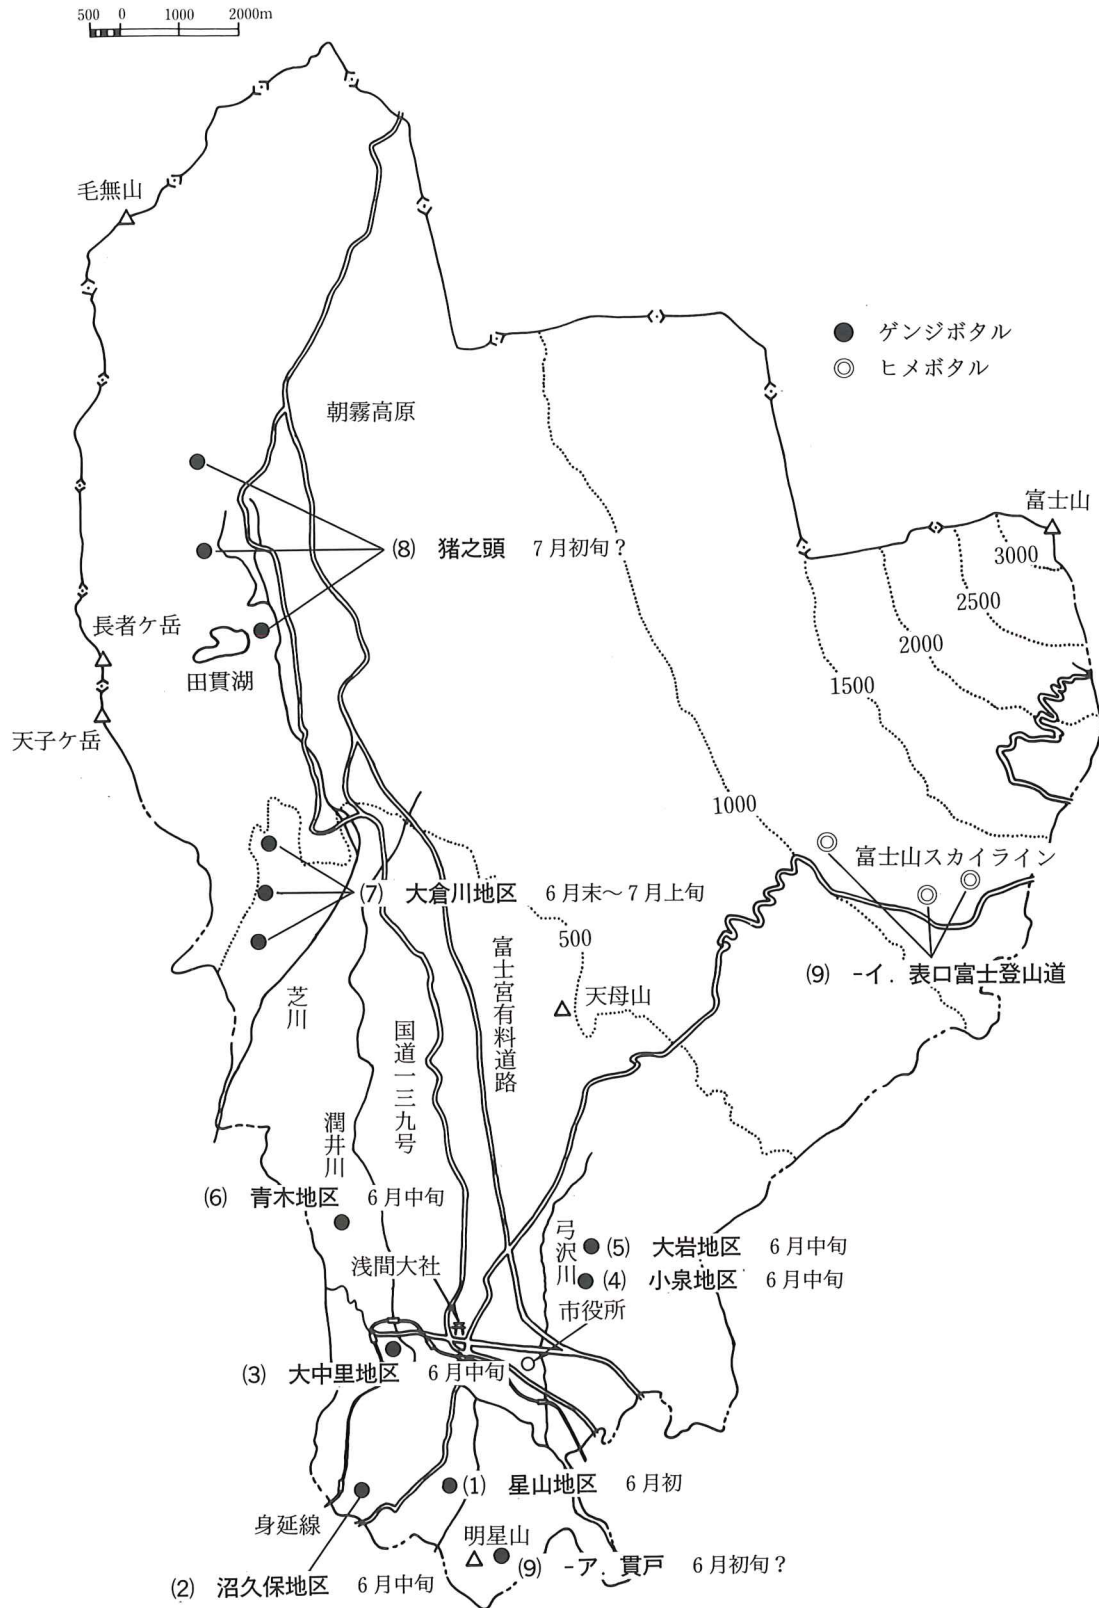 500 0 1000 2000m
毛無山
ゲンジボタル
ヒメボタル
朝霧高原
富士山
3000
2500
2000
1500
1000
500
(8) 猪之頭 7月初旬?
長者ケ岳
田貫湖
天子ケ岳
富士山スカイライン
(7) 大倉川地区 6月末~7月上旬
(9) -イ. 表口富士登山道
天母山
芝川
国道一三九号
富士宮有料道路
潤井川
(6) 青木地区 6月中旬
弓沢川
(5) 大岩地区 6月中旬
(4) 小泉地区 6月中旬
浅間大社
市役所
(3) 大中里地区 6月中旬
(1) 星山地区 6月初
身延線
明星山
(9) -ア. 貫戸 6月初旬?
(2) 沼久保地区 6月中旬